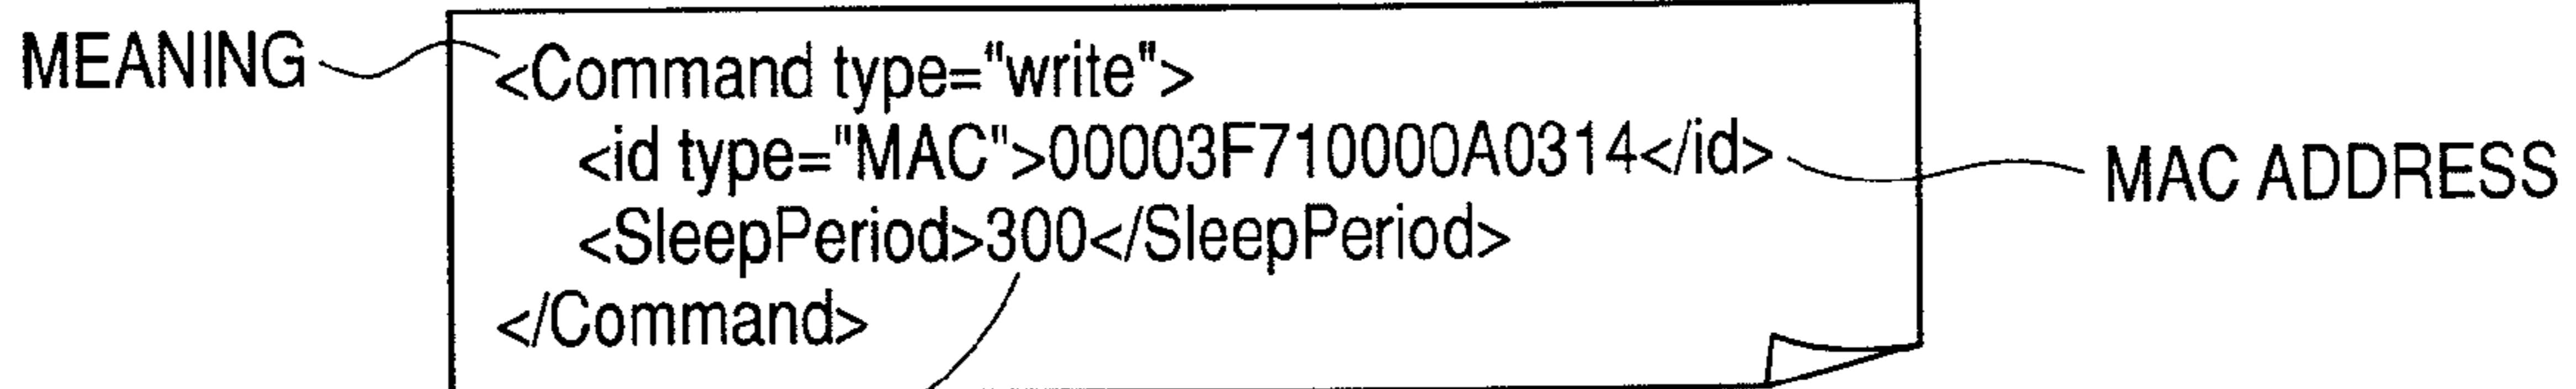 MEANING
<Command type="write">
<id type="MAC">00003F710000A0314</id>
MAC ADDRESS
<SleepPeriod>300</SleepPeriod>
</Command>